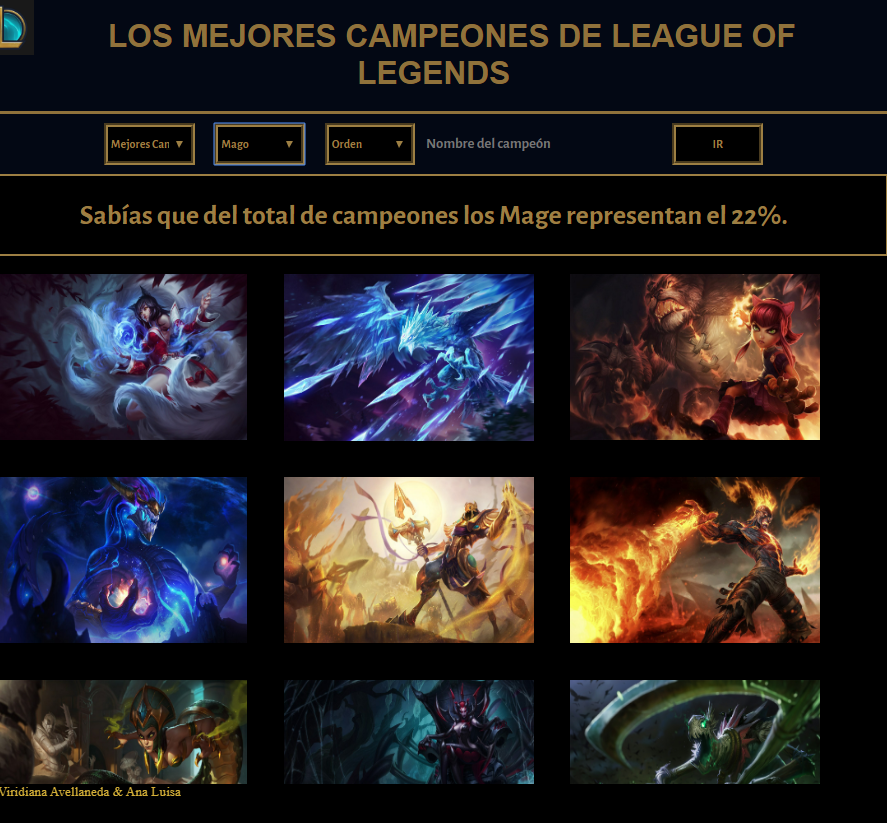 LOS MEJORES CAMPEONES DE LEAGUE OF
LEGENDS
Mejores Can ▼ Mago ▼ Orden ▼ Nombre del campeón IR
Sabías que del total de campeones los Mage representan el 22%.
Viridiana Avellaneda & Ana Luisa